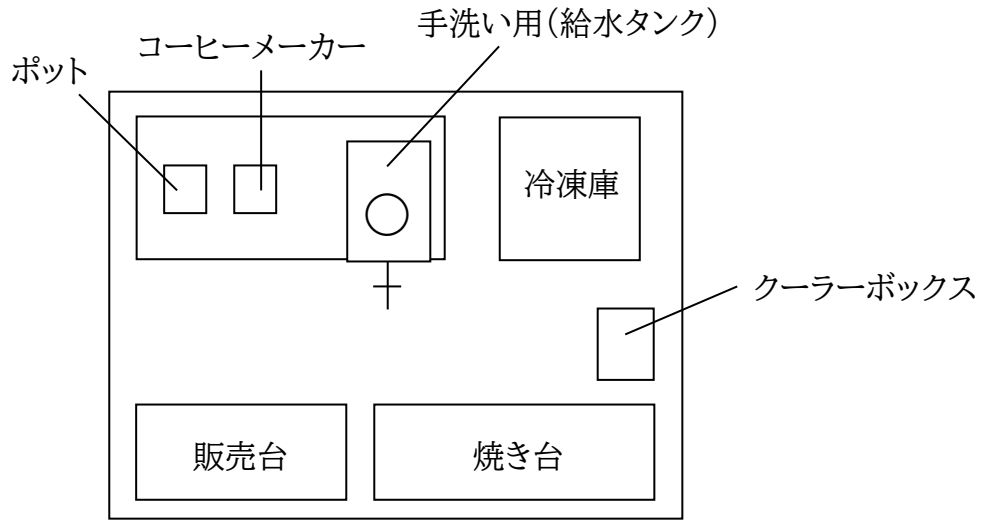 手洗い用（給水タンク）
コーヒーメーカー
ポット
冷凍庫
クーラーボックス
販売台
焼き台